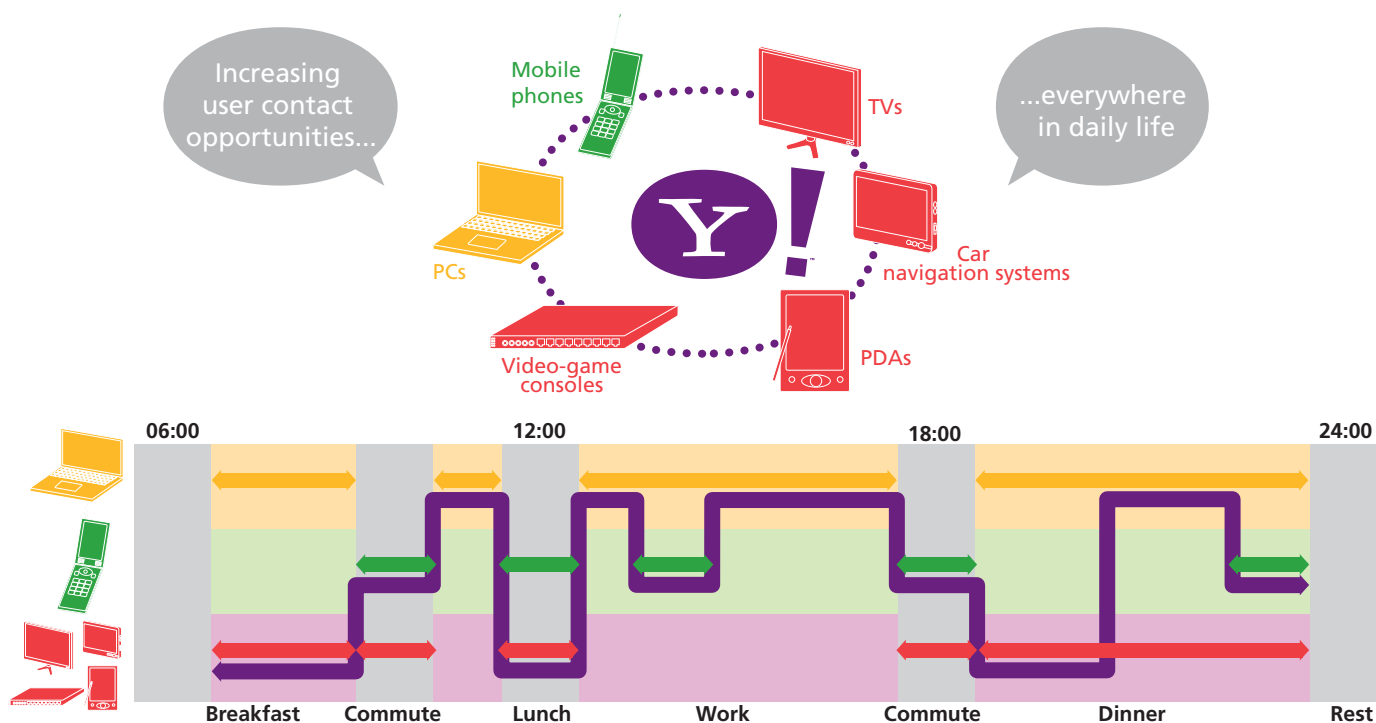 Increasing
user contact
opportunities...
Mobile
phones
TVs
...everywhere
in daily life
Y!
™
PCs
Car
navigation systems
Video-game
consoles
PDAs
06:00 12:00 18:00 24:00
Breakfast Commute Lunch Work Commute Dinner Rest